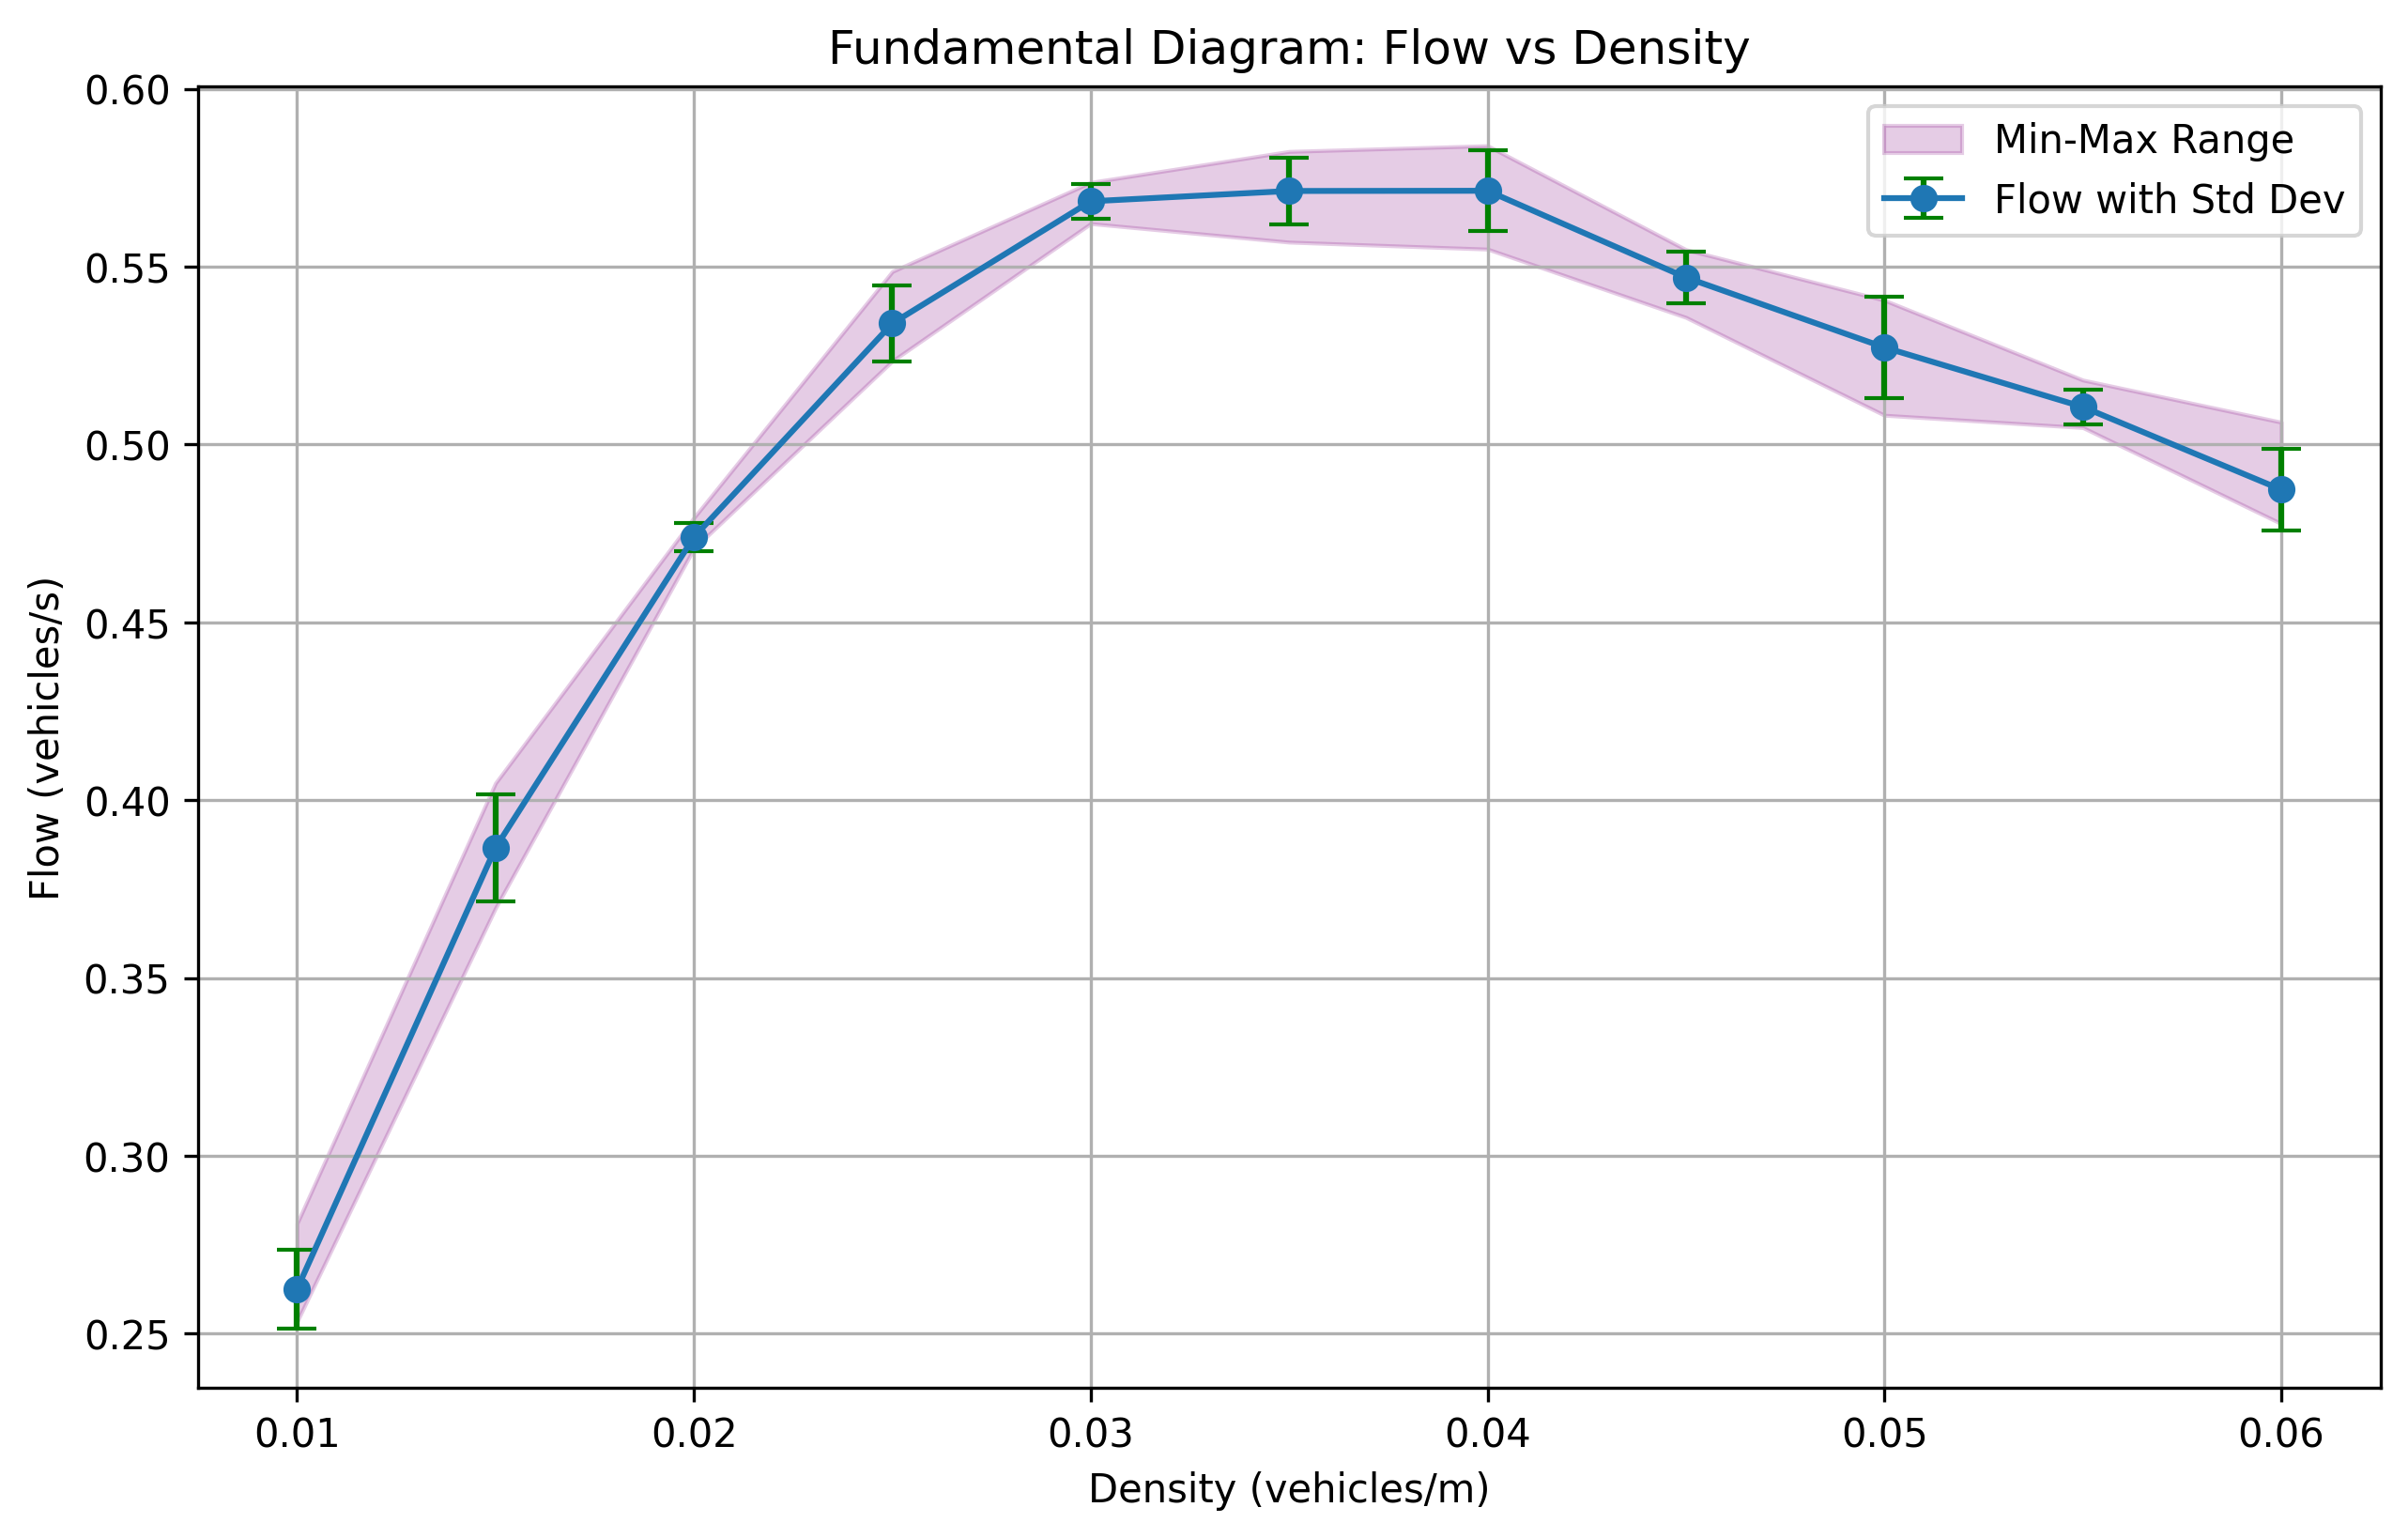 Fundamental Diagram: Flow vs Density
Min-Max Range
Flow with Std Dev
Flow (vehicles/s)
0.60
0.55
0.50
0.45
0.40
0.35
0.30
0.25
0.01 0.02 0.03 0.04 0.05 0.06
Density (vehicles/m)